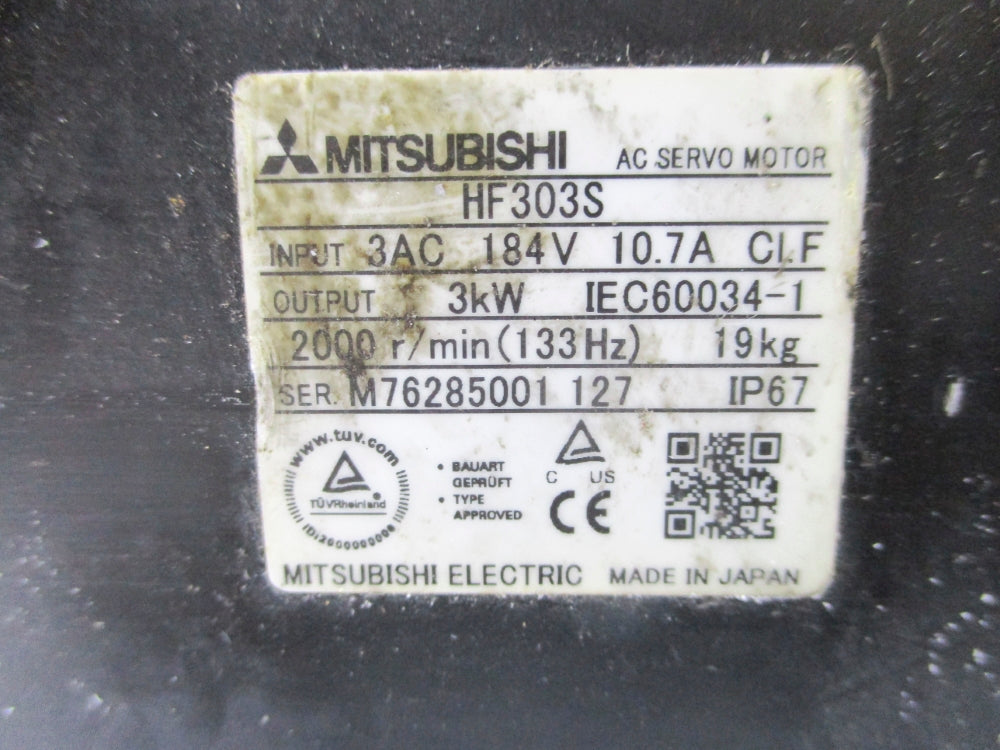 MITSUBISHI AC SERVO MOTOR
HF303S
INPUT 3AC 184V 10.7A CI.F
OUTPUT 3kW IEC60034-1
2000 r/min(133Hz) 19kg
SER. M76285001 127 IP67
www.tuv.com
TÜVRheinland®
ID:2000000008
• BAUART
GEPRÜFT
• TYPE
APPROVED
C US
CE
MITSUBISHI ELECTRIC MADE IN JAPAN